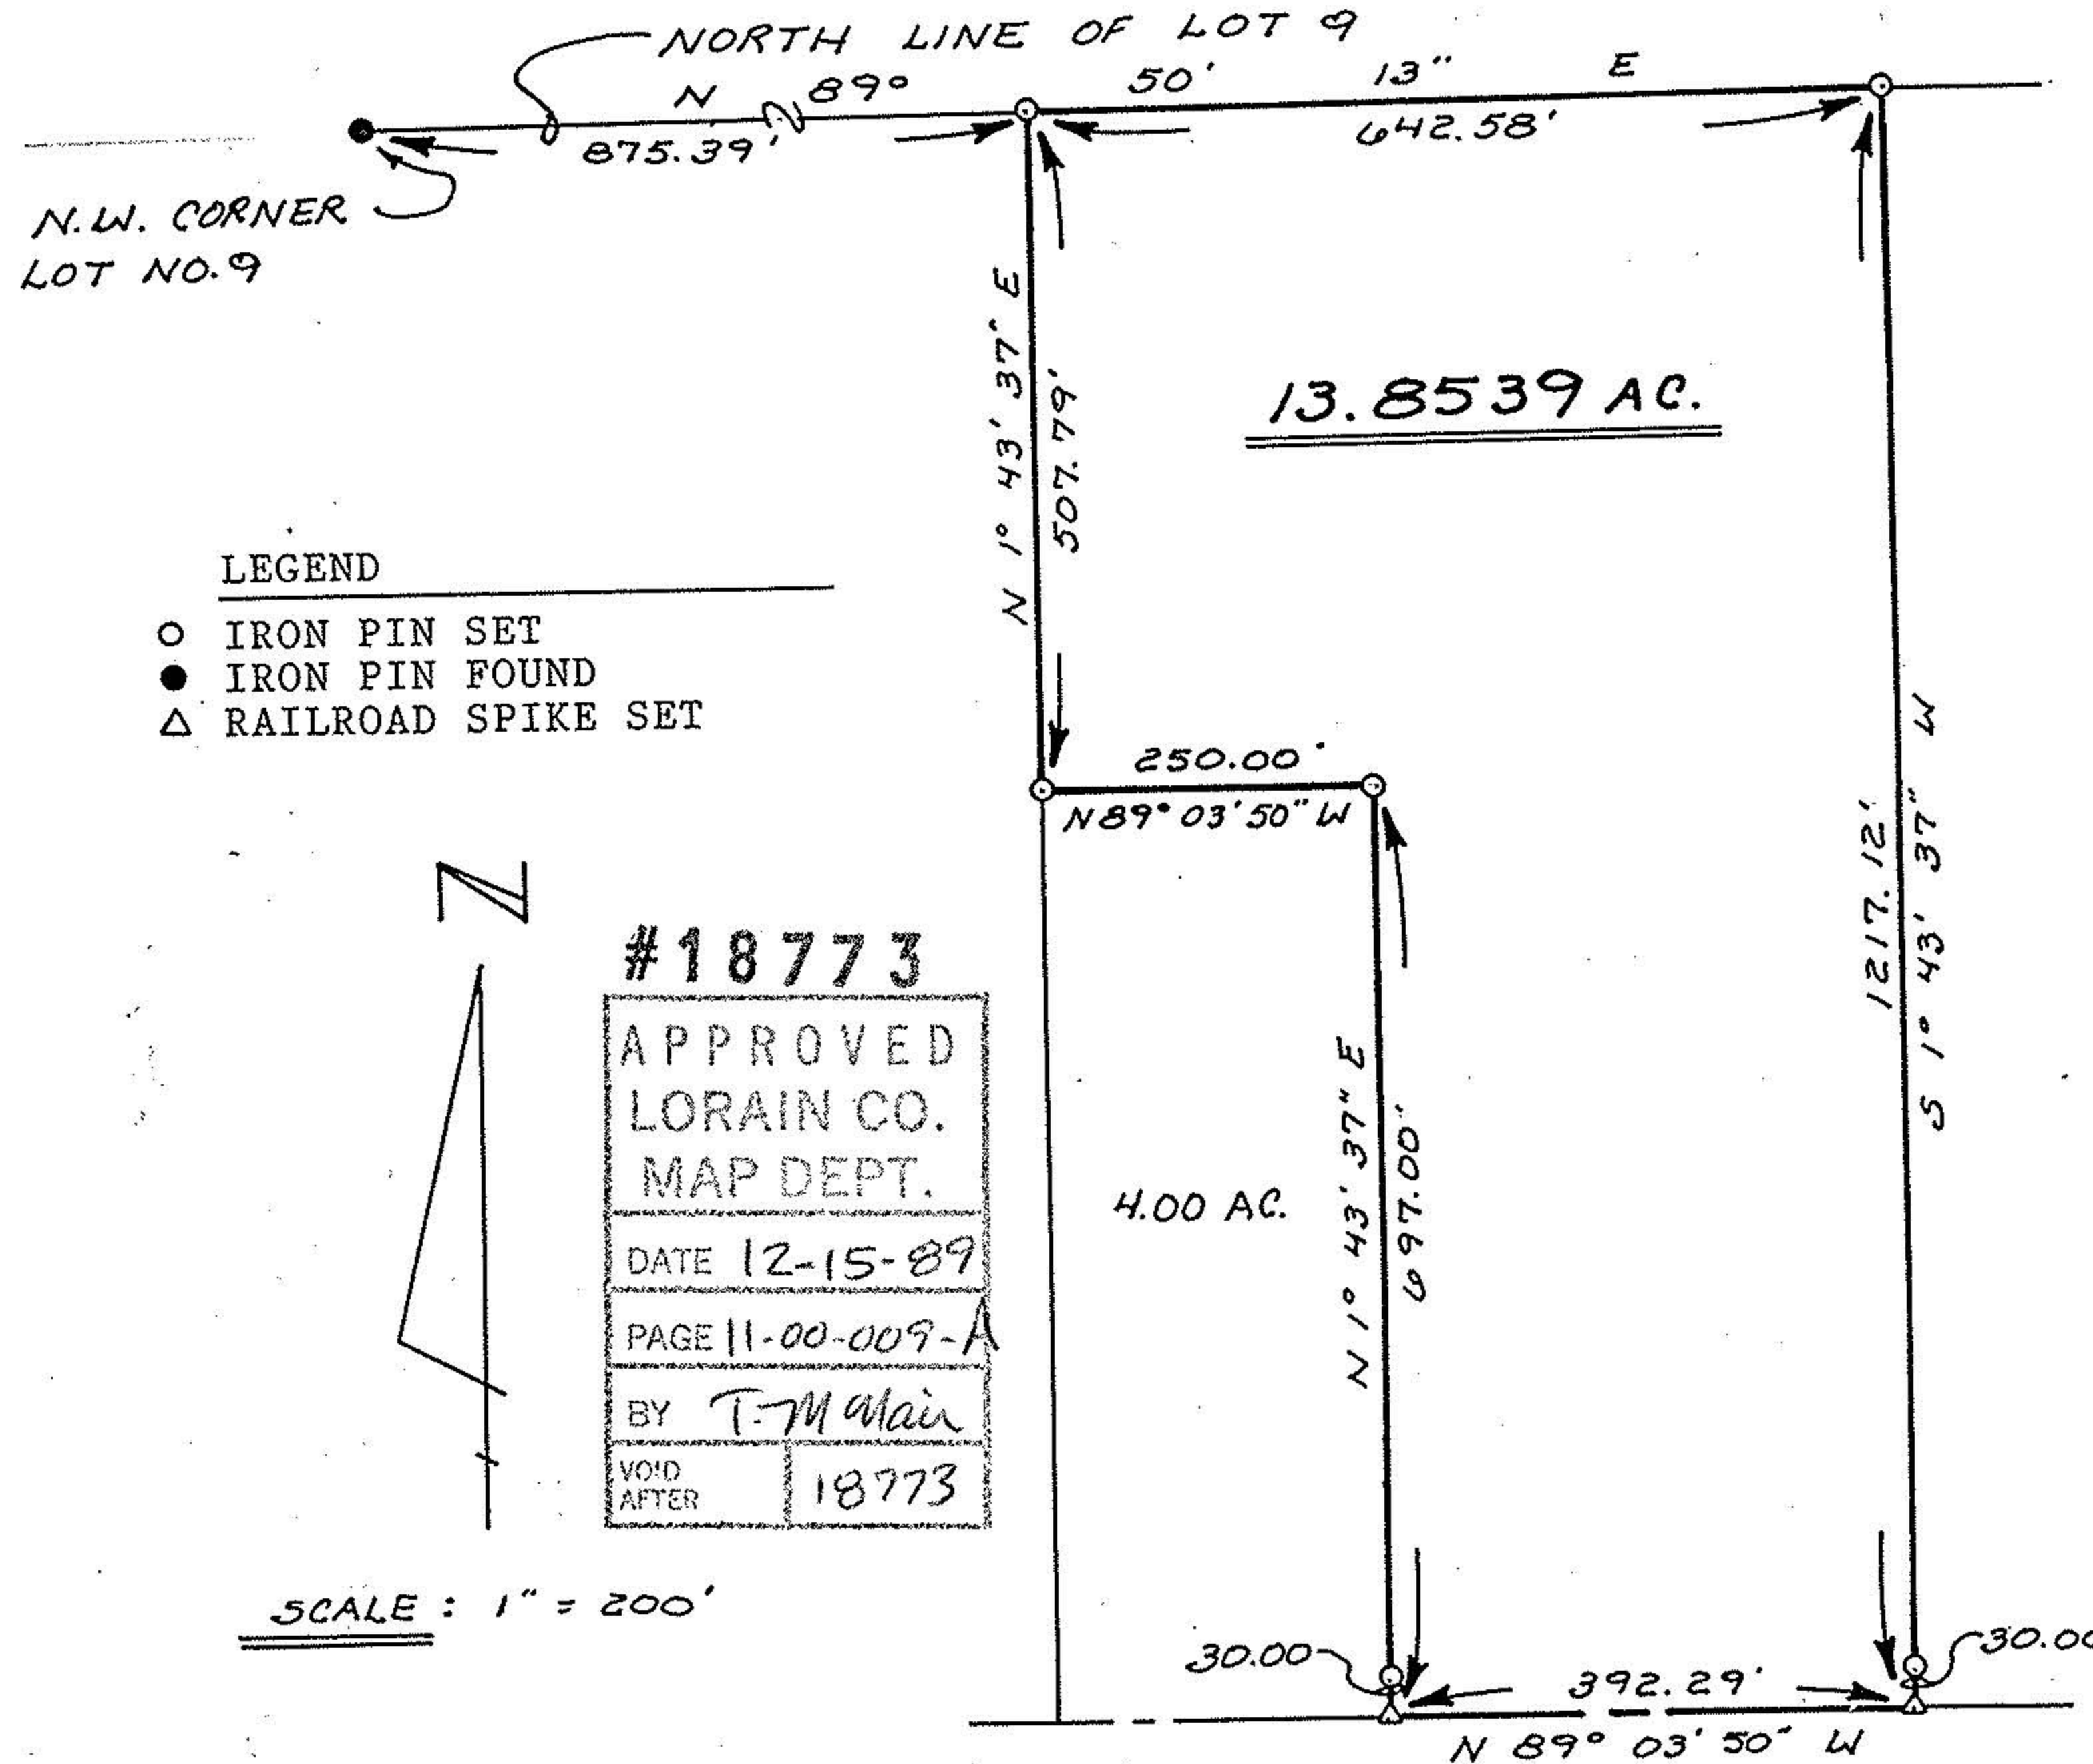 NORTH LINE OF LOT 9
N 89° 50' 13" E
875.39'
642.58'
N.W. CORNER
LOT NO. 9
N 1° 43' 37" E
507.79'
13.8539 AC.
LEGEND
IRON PIN SET
IRON PIN FOUND
RAILROAD SPIKE SET
250.00'
N 89° 03' 50" W
1217.12'
S 1° 43' 37" W
N
#18773
APPROVED
LORAIN CO.
MAP DEPT.
DATE 12-15-89
PAGE 11-00-009-A
BY
VOID
AFTER
18773
4.00 AC.
N 1° 43' 37" E
697.00'
SCALE : 1" = 200'
30.00
392.29'
30.00
N 89° 03' 50" W